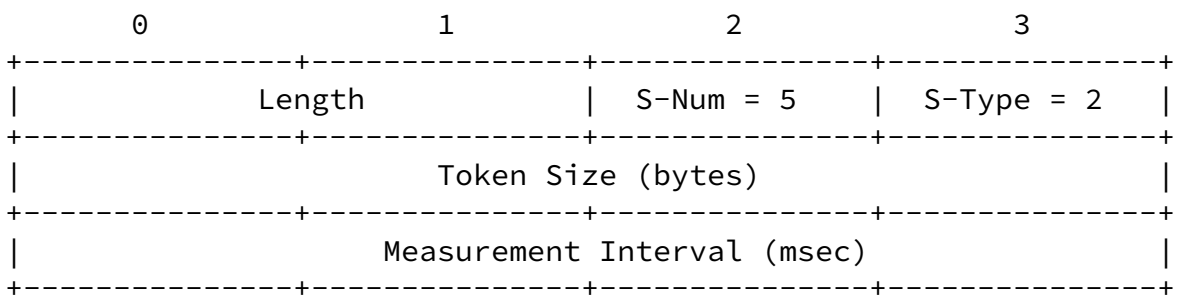 0 1 2 3
+---------------+---------------+---------------+---------------+
| Length | S-Num = 5 | S-Type = 2 |
+---------------+---------------+---------------+---------------+
| Token Size (bytes) |
+---------------+---------------+---------------+---------------+
| Measurement Interval (msec) |
+---------------+---------------+---------------+---------------+